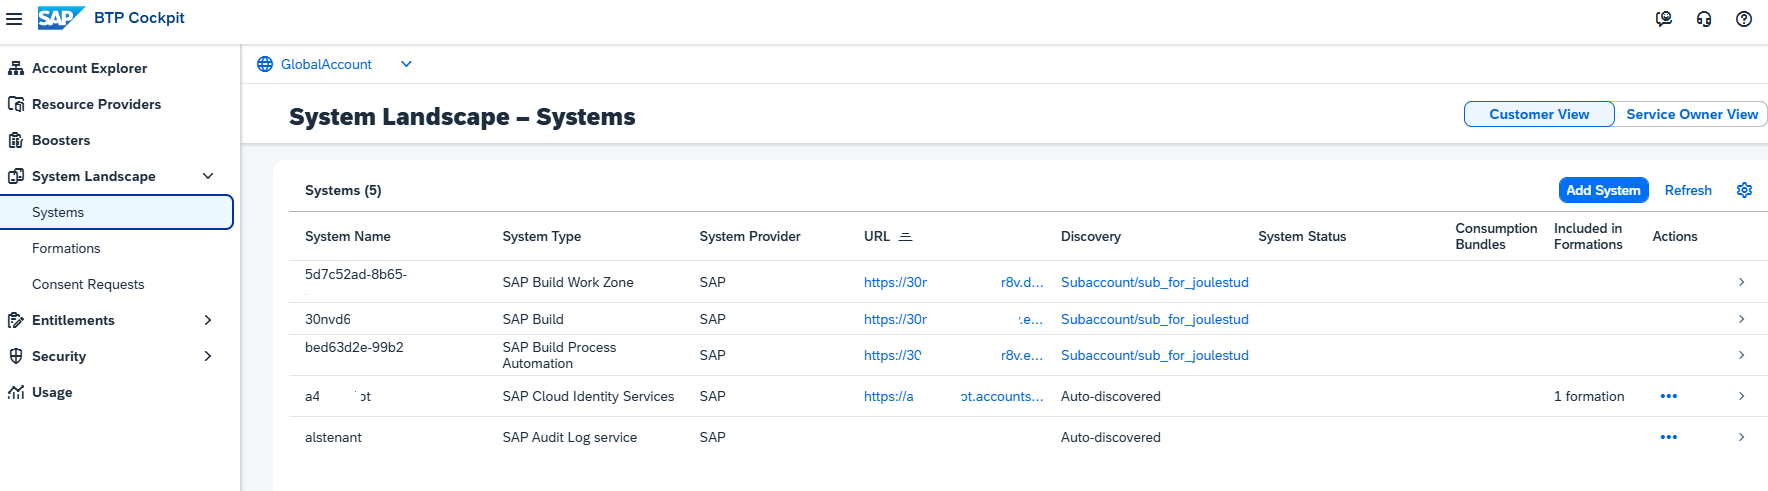 SAP BTP Cockpit
Account Explorer
Resource Providers
Boosters
System Landscape
Systems
Formations
Consent Requests
Entitlements
Security
Usage
GlobalAccount
System Landscape – Systems
Customer View Service Owner View
Systems (5) Add System Refresh
System Name System Type System Provider URL Discovery System Status Consumption Bundles Included in Formations Actions
5d7c52ad-8b65- SAP Build Work Zone SAP https://30r r8v.d... Subaccount/sub_for_joulestud
30nvd6 SAP Build SAP https://30r .e... Subaccount/sub_for_joulestud
bed63d2e-99b2 SAP Build Process Automation SAP https://30 r8v.e... Subaccount/sub_for_joulestud
a4 ot SAP Cloud Identity Services SAP https://a ot.accounts... Auto-discovered 1 formation
alstenant SAP Audit Log service Auto-discovered SAP